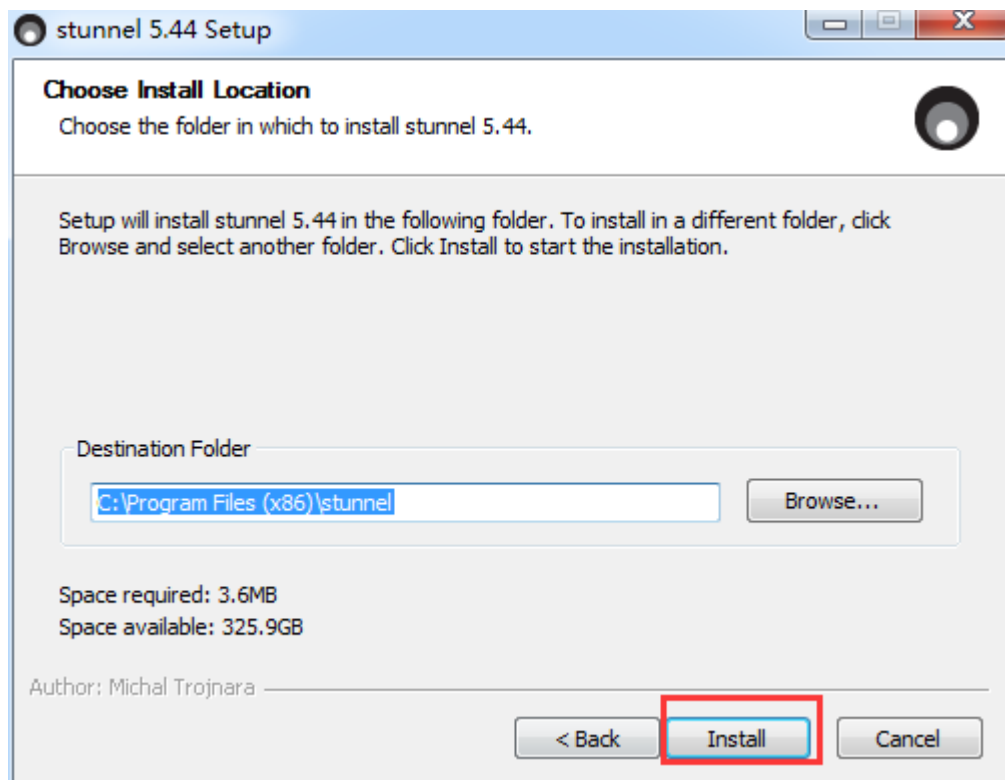 stunnel 5.44 Setup
Choose Install Location
Choose the folder in which to install stunnel 5.44.
Setup will install stunnel 5.44 in the following folder. To install in a different folder, click
Browse and select another folder. Click Install to start the installation.
Destination Folder
C:\Program Files (x86)\stunnel
Browse...
Space required: 3.6MB
Space available: 325.9GB
Author: Michal Trojnara
< Back
Install
Cancel